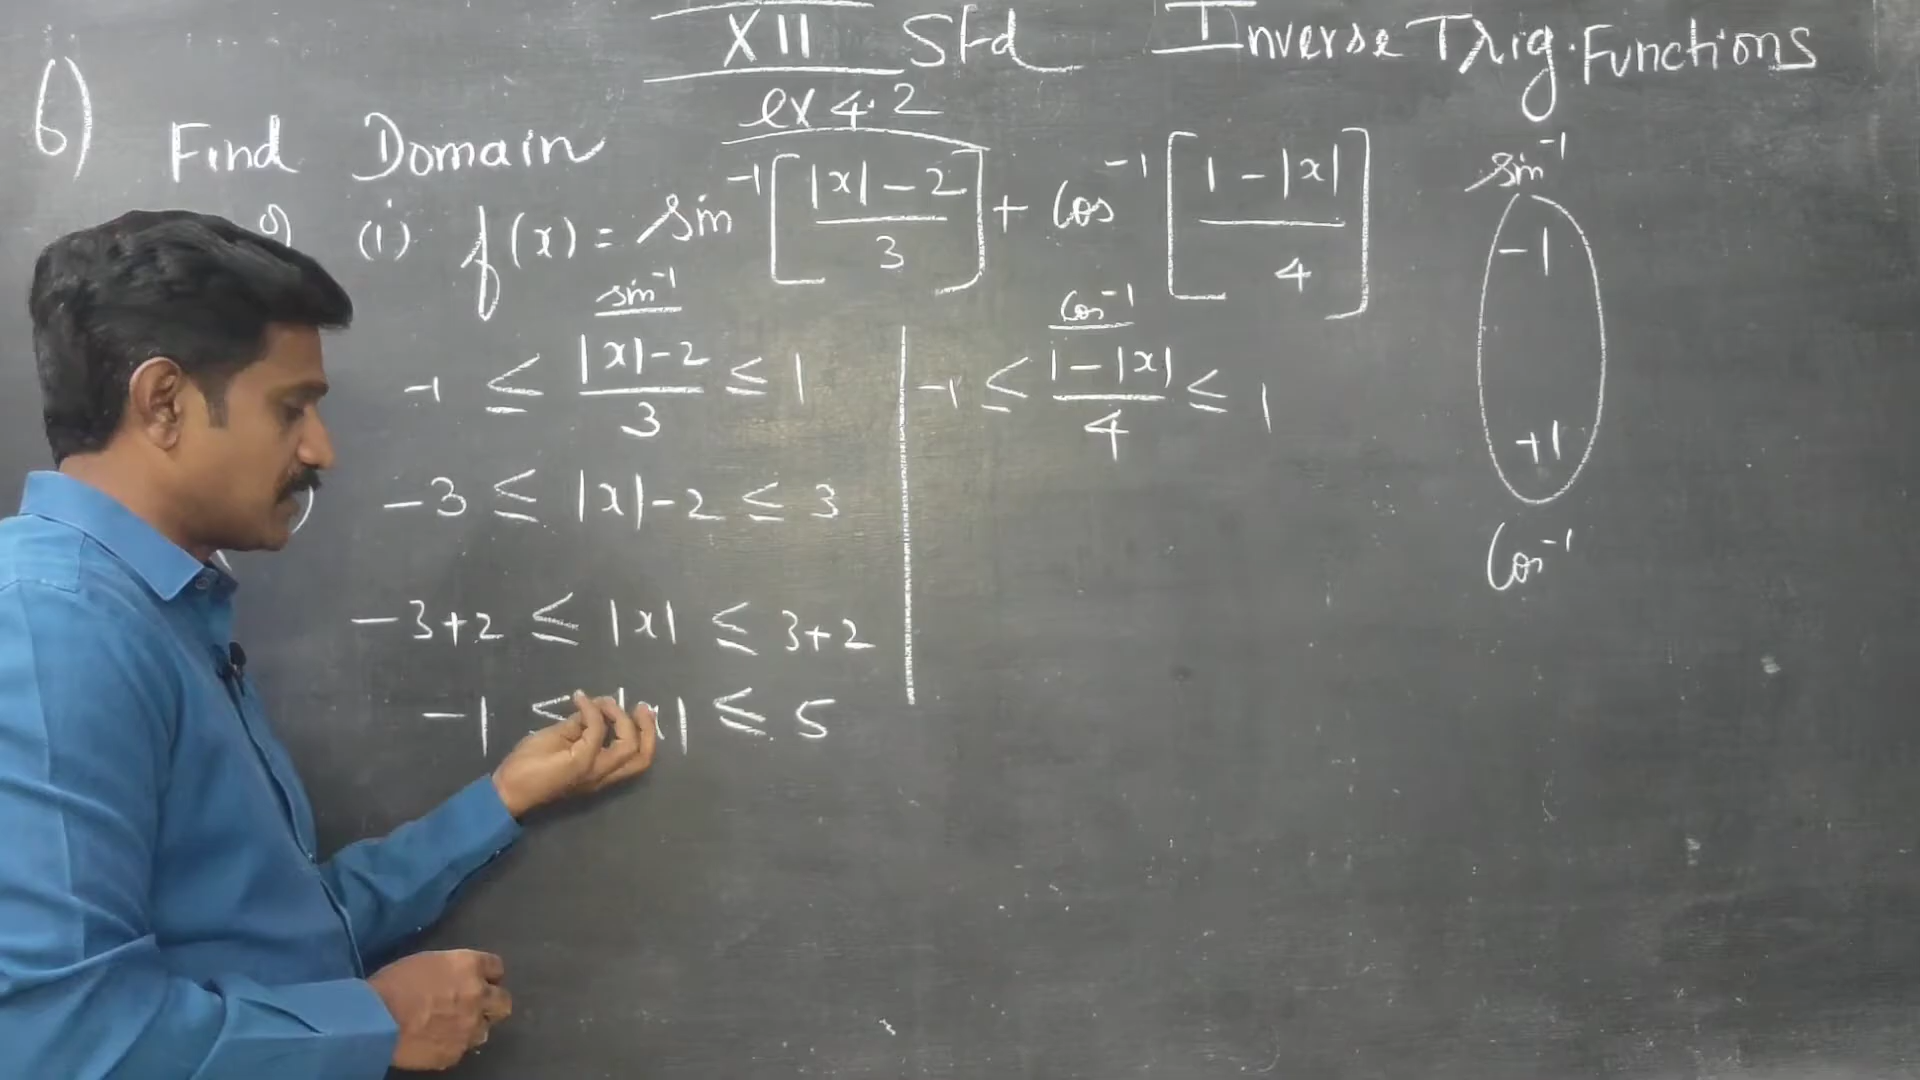 XII Std Inverse Trig. Functions
ex 4.2
6) Find Domain
(i) f(x) = sin⁻¹[(|x| - 2)/3] + cos⁻¹[(1 - |x|)/4]
sin⁻¹
-1 ≤ (|x| - 2)/3 ≤ 1
-3 ≤ |x| - 2 ≤ 3
-3+2 ≤ |x| ≤ 3+2
-1 ≤ |x| ≤ 5
cos⁻¹
-1 ≤ (1 - |x|)/4 ≤ 1
sin⁻¹
-1
+1
cos⁻¹